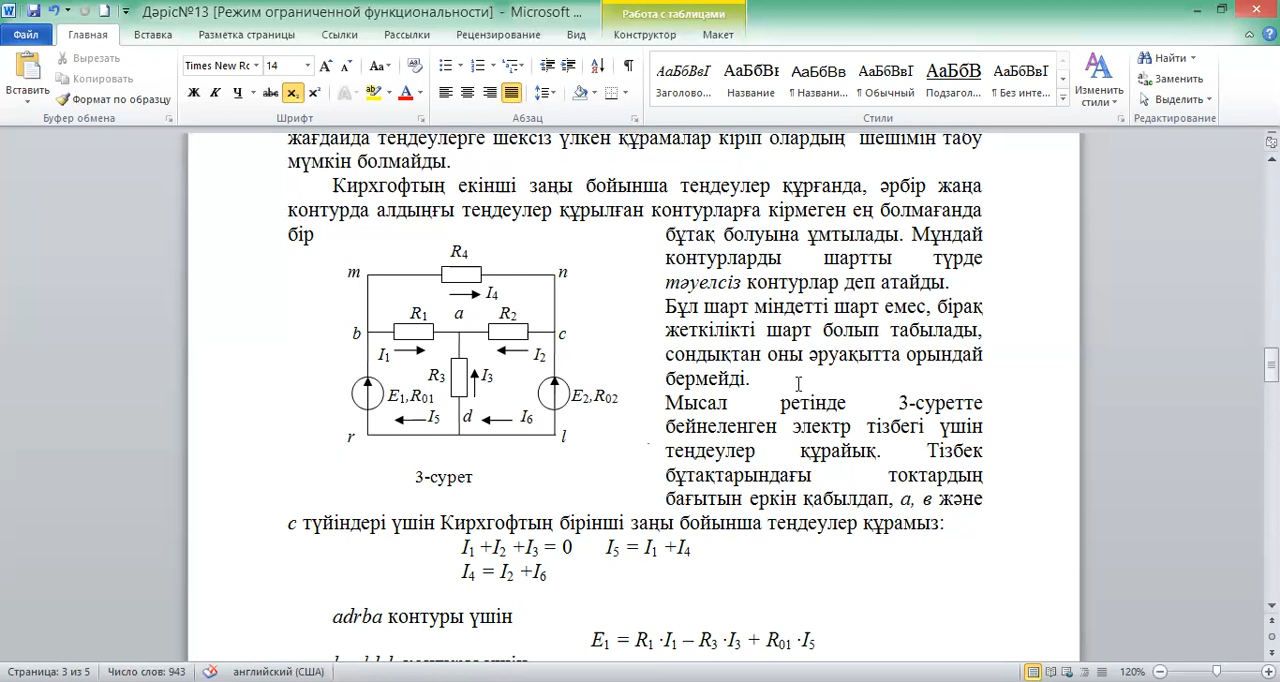 Дәріс№13 [Режим ограниченной функциональности] - Microsoft ...
Работа с таблицами
Файл Главная Вставка Разметка страницы Ссылки Рассылки Рецензирование Вид Конструктор Макет
Вставить
Вырезать
Копировать
Формат по образцу
Буфер обмена
Times New Rc 14
Ж К Ч abc x₂ x²
Шрифт
Абзац
АаБбВвГ АаБбВı АаБбВв АаБбВвГ АаБбВ АаБбВвГ
Заголово... Название ¶ Названи... ¶ Обычный Подзагол... ¶ Без инте...
Стили
Изменить стили
Найти
Заменить
Выделить
Редактирование
жағдайда теңдеулерге шексіз үлкен құрамалар кіріп олардың шешімін табу
мүмкін болмайды.
Кирхгофтың екінші заңы бойынша теңдеулер құрғанда, әрбір жаңа
контурда алдыңғы теңдеулер құрылған контурларға кірмеген ең болмағанда
бір бұтақ болуына ұмтылады. Мұндай
контурларды шартты түрде
тәуелсіз контурлар деп атайды.
Бұл шарт міндетті шарт емес, бірақ
жеткілікті шарт болып табылады,
сондықтан оны әруақытта орындай
бермейді.
Мысал ретінде 3-суретте
бейнеленген электр тізбегі үшін
теңдеулер құрайық. Тізбек
бұтақтарындағы токтардың
бағытын еркін қабылдап, а, в және
R4
m n
I4
R1 a R2
b c
I1 I2
R3 I3
E1,R01 E2,R02
I5 d I6
r l
3-сурет
с түйіндері үшін Кирхгофтың бірінші заңы бойынша теңдеулер құрамыз:
I₁ +I₂ +I₃ = 0 I₅ = I₁ +I₄
I₄ = I₂ +I₆
adrba контуры үшін
E₁ = R₁ ·I₁ – R₃ ·I₃ + R₀₁ ·I₅
Страница: 3 из 5 Число слов: 943 английский (США) 120%